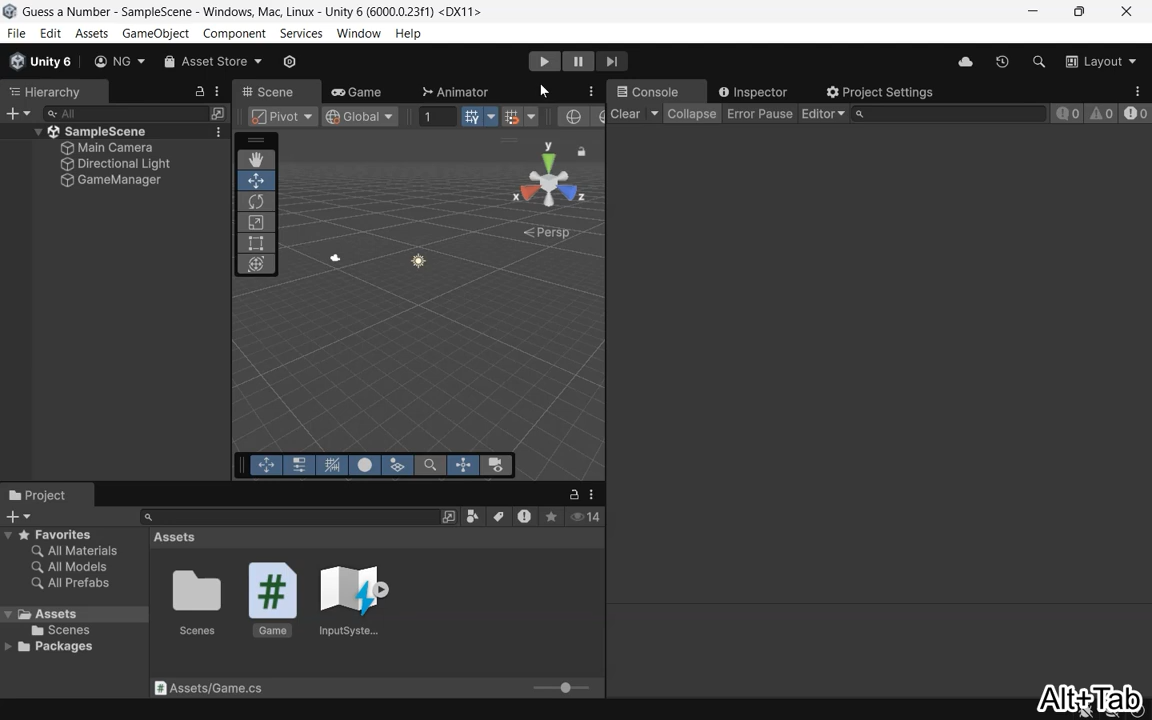 Guess a Number - SampleScene - Windows, Mac, Linux - Unity 6 (6000.0.23f1) <DX11>
File Edit Assets GameObject Component Services Window Help
Unity 6 NG Asset Store Layout
Hierarchy Scene Game Animator Console Inspector Project Settings
All Pivot Global 1 Clear Collapse Error Pause Editor 0 0 0
SampleScene
Main Camera
Directional Light
GameManager
y
x z
Persp
Project
14
Favorites Assets
All Materials
All Models
All Prefabs
Assets
Scenes Scenes Game InputSyste...
Packages
Assets/Game.cs
Alt+Tab